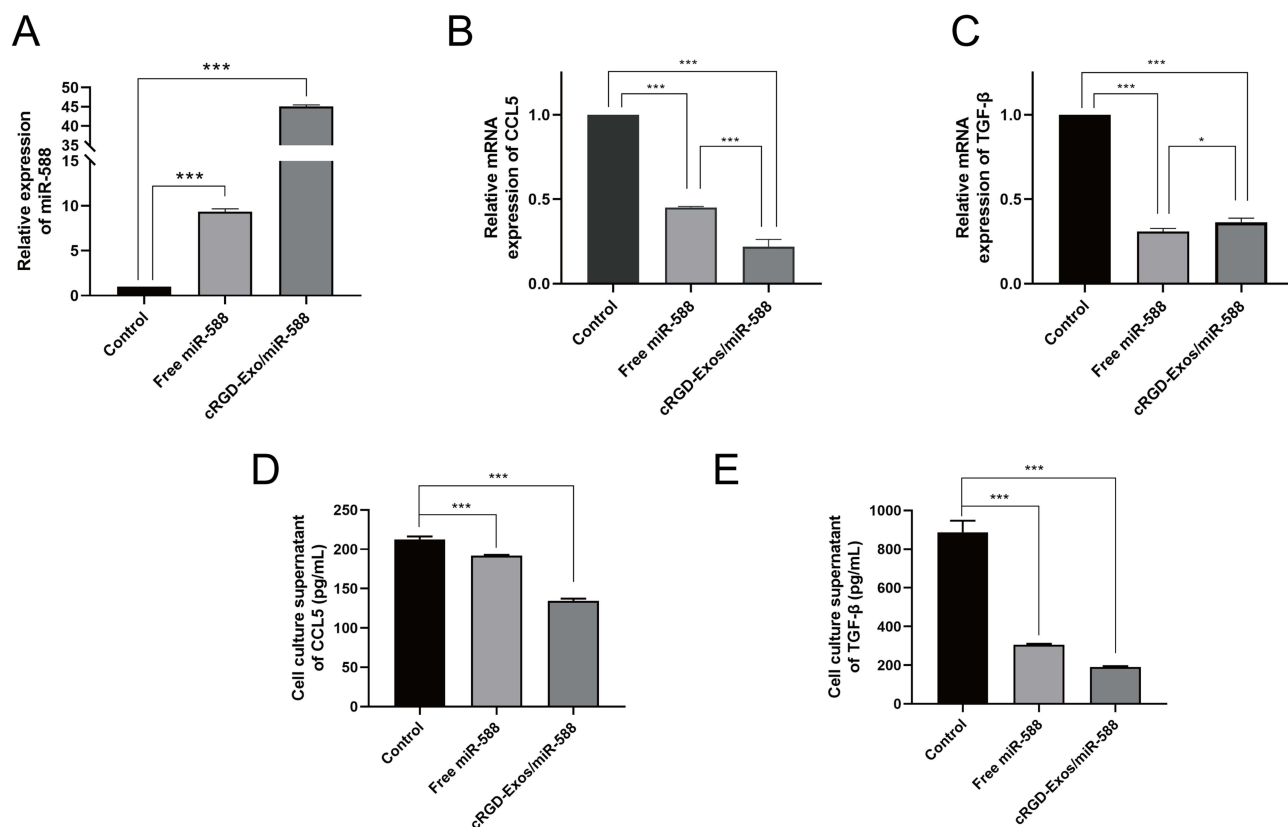 A
Relative expression
of miR-588
50
45
40
35
15
10
5
0
***
***
Control
Free miR-588
cRGD-Exo/miR-588
B
Relative mRNA
expression of CCL5
1.0
0.5
0.0
***
***
***
Control
Free miR-588
cRGD-Exos/miR-588
C
Relative mRNA
expression of TGF-β
1.0
0.5
0.0
***
***
*
Control
Free miR-588
cRGD-Exos/miR-588
D
Cell culture supernatant
of CCL5 (pg/mL)
250
200
150
100
50
0
***
***
Control
Free miR-588
cRGD-Exos/miR-588
E
Cell culture supernatant
of TGF-β (pg/mL)
1000
800
600
400
200
0
***
***
Control
Free miR-588
cRGD-Exos/miR-588